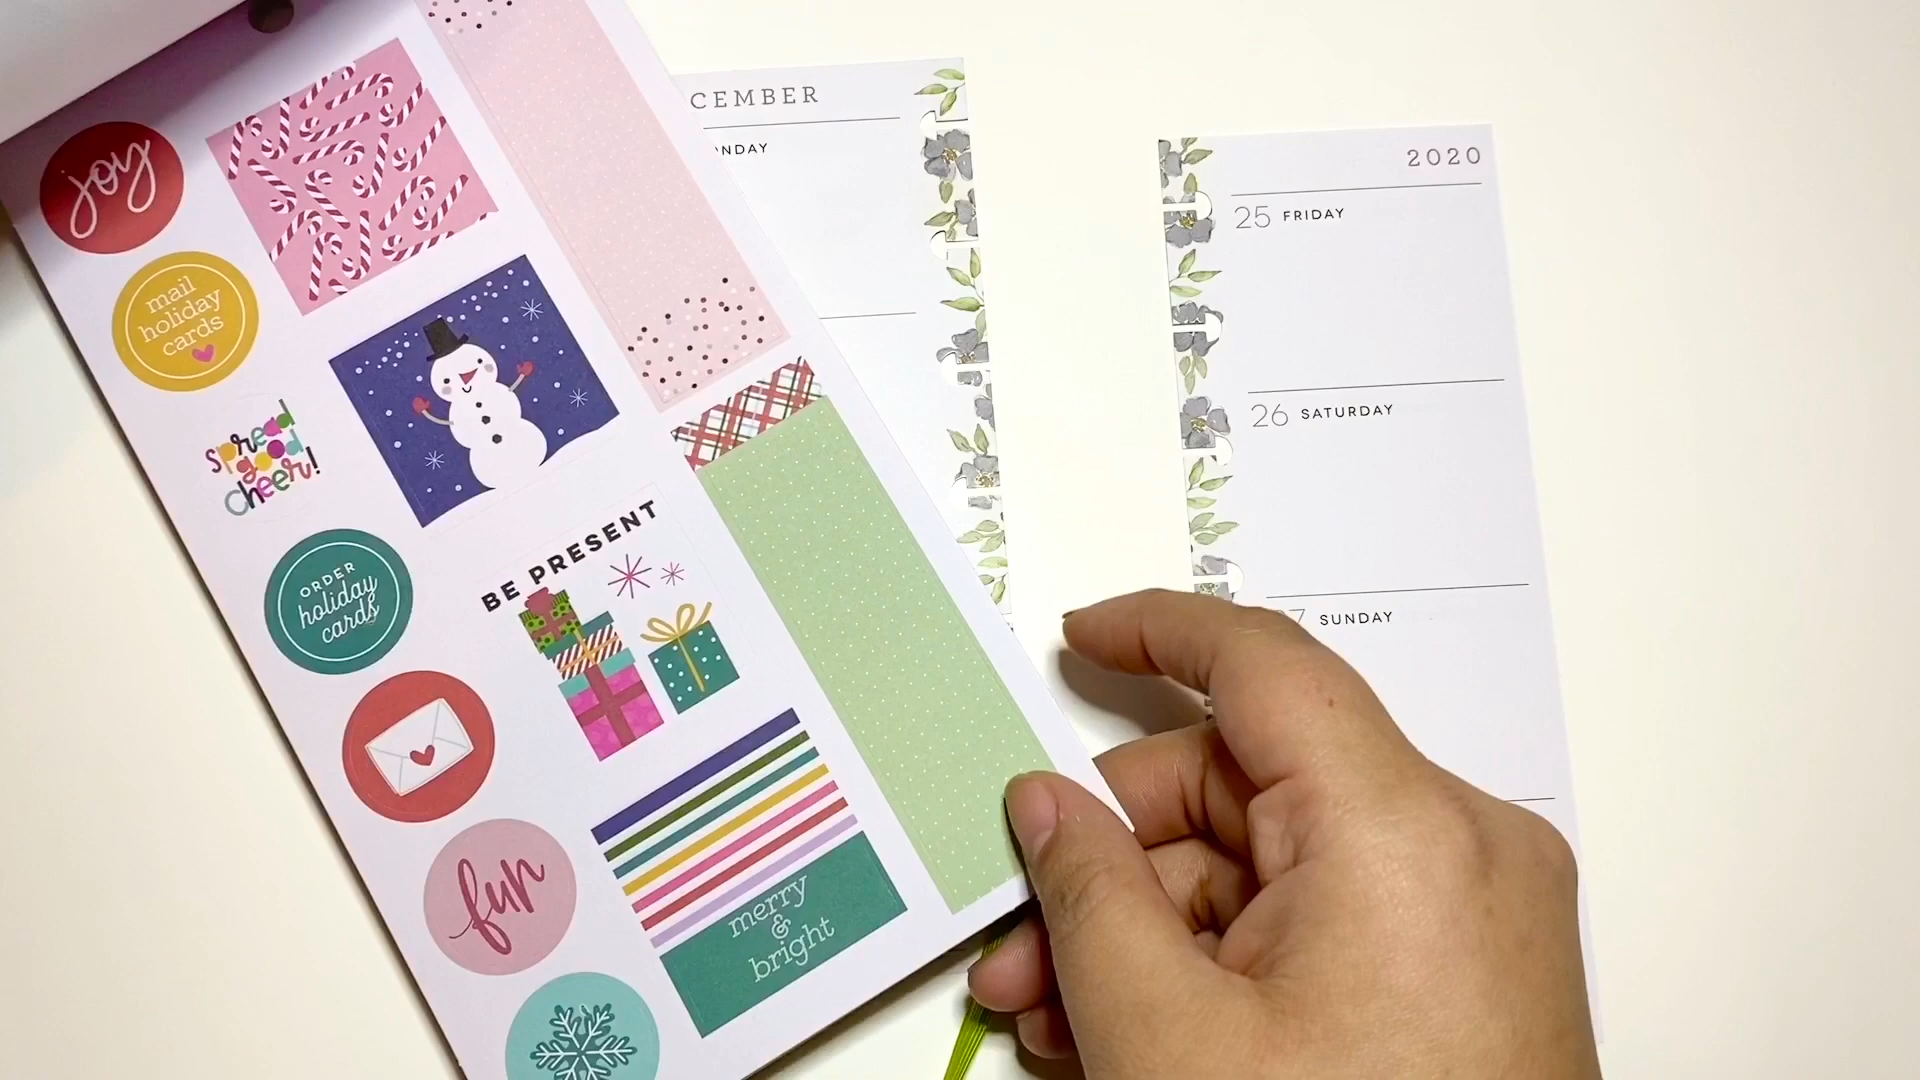 joy
mail
holiday
cards
spread
good
cheer!
ORDER
holiday
cards
BE PRESENT
fun
merry
&
bright
CEMBER
NDAY
2020
25 FRIDAY
26 SATURDAY
7 SUNDAY